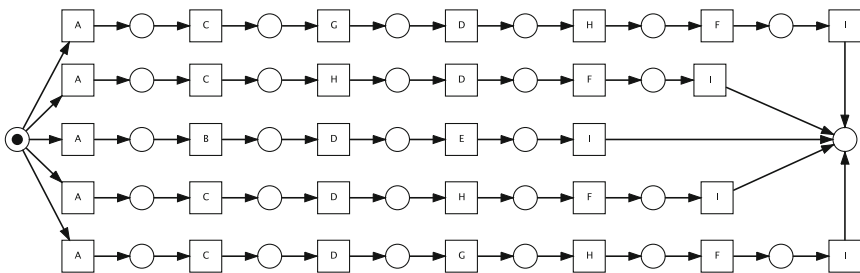 A C G D H F I
A C H D F I
A B D E I
A C D H F I
A C D G H F I